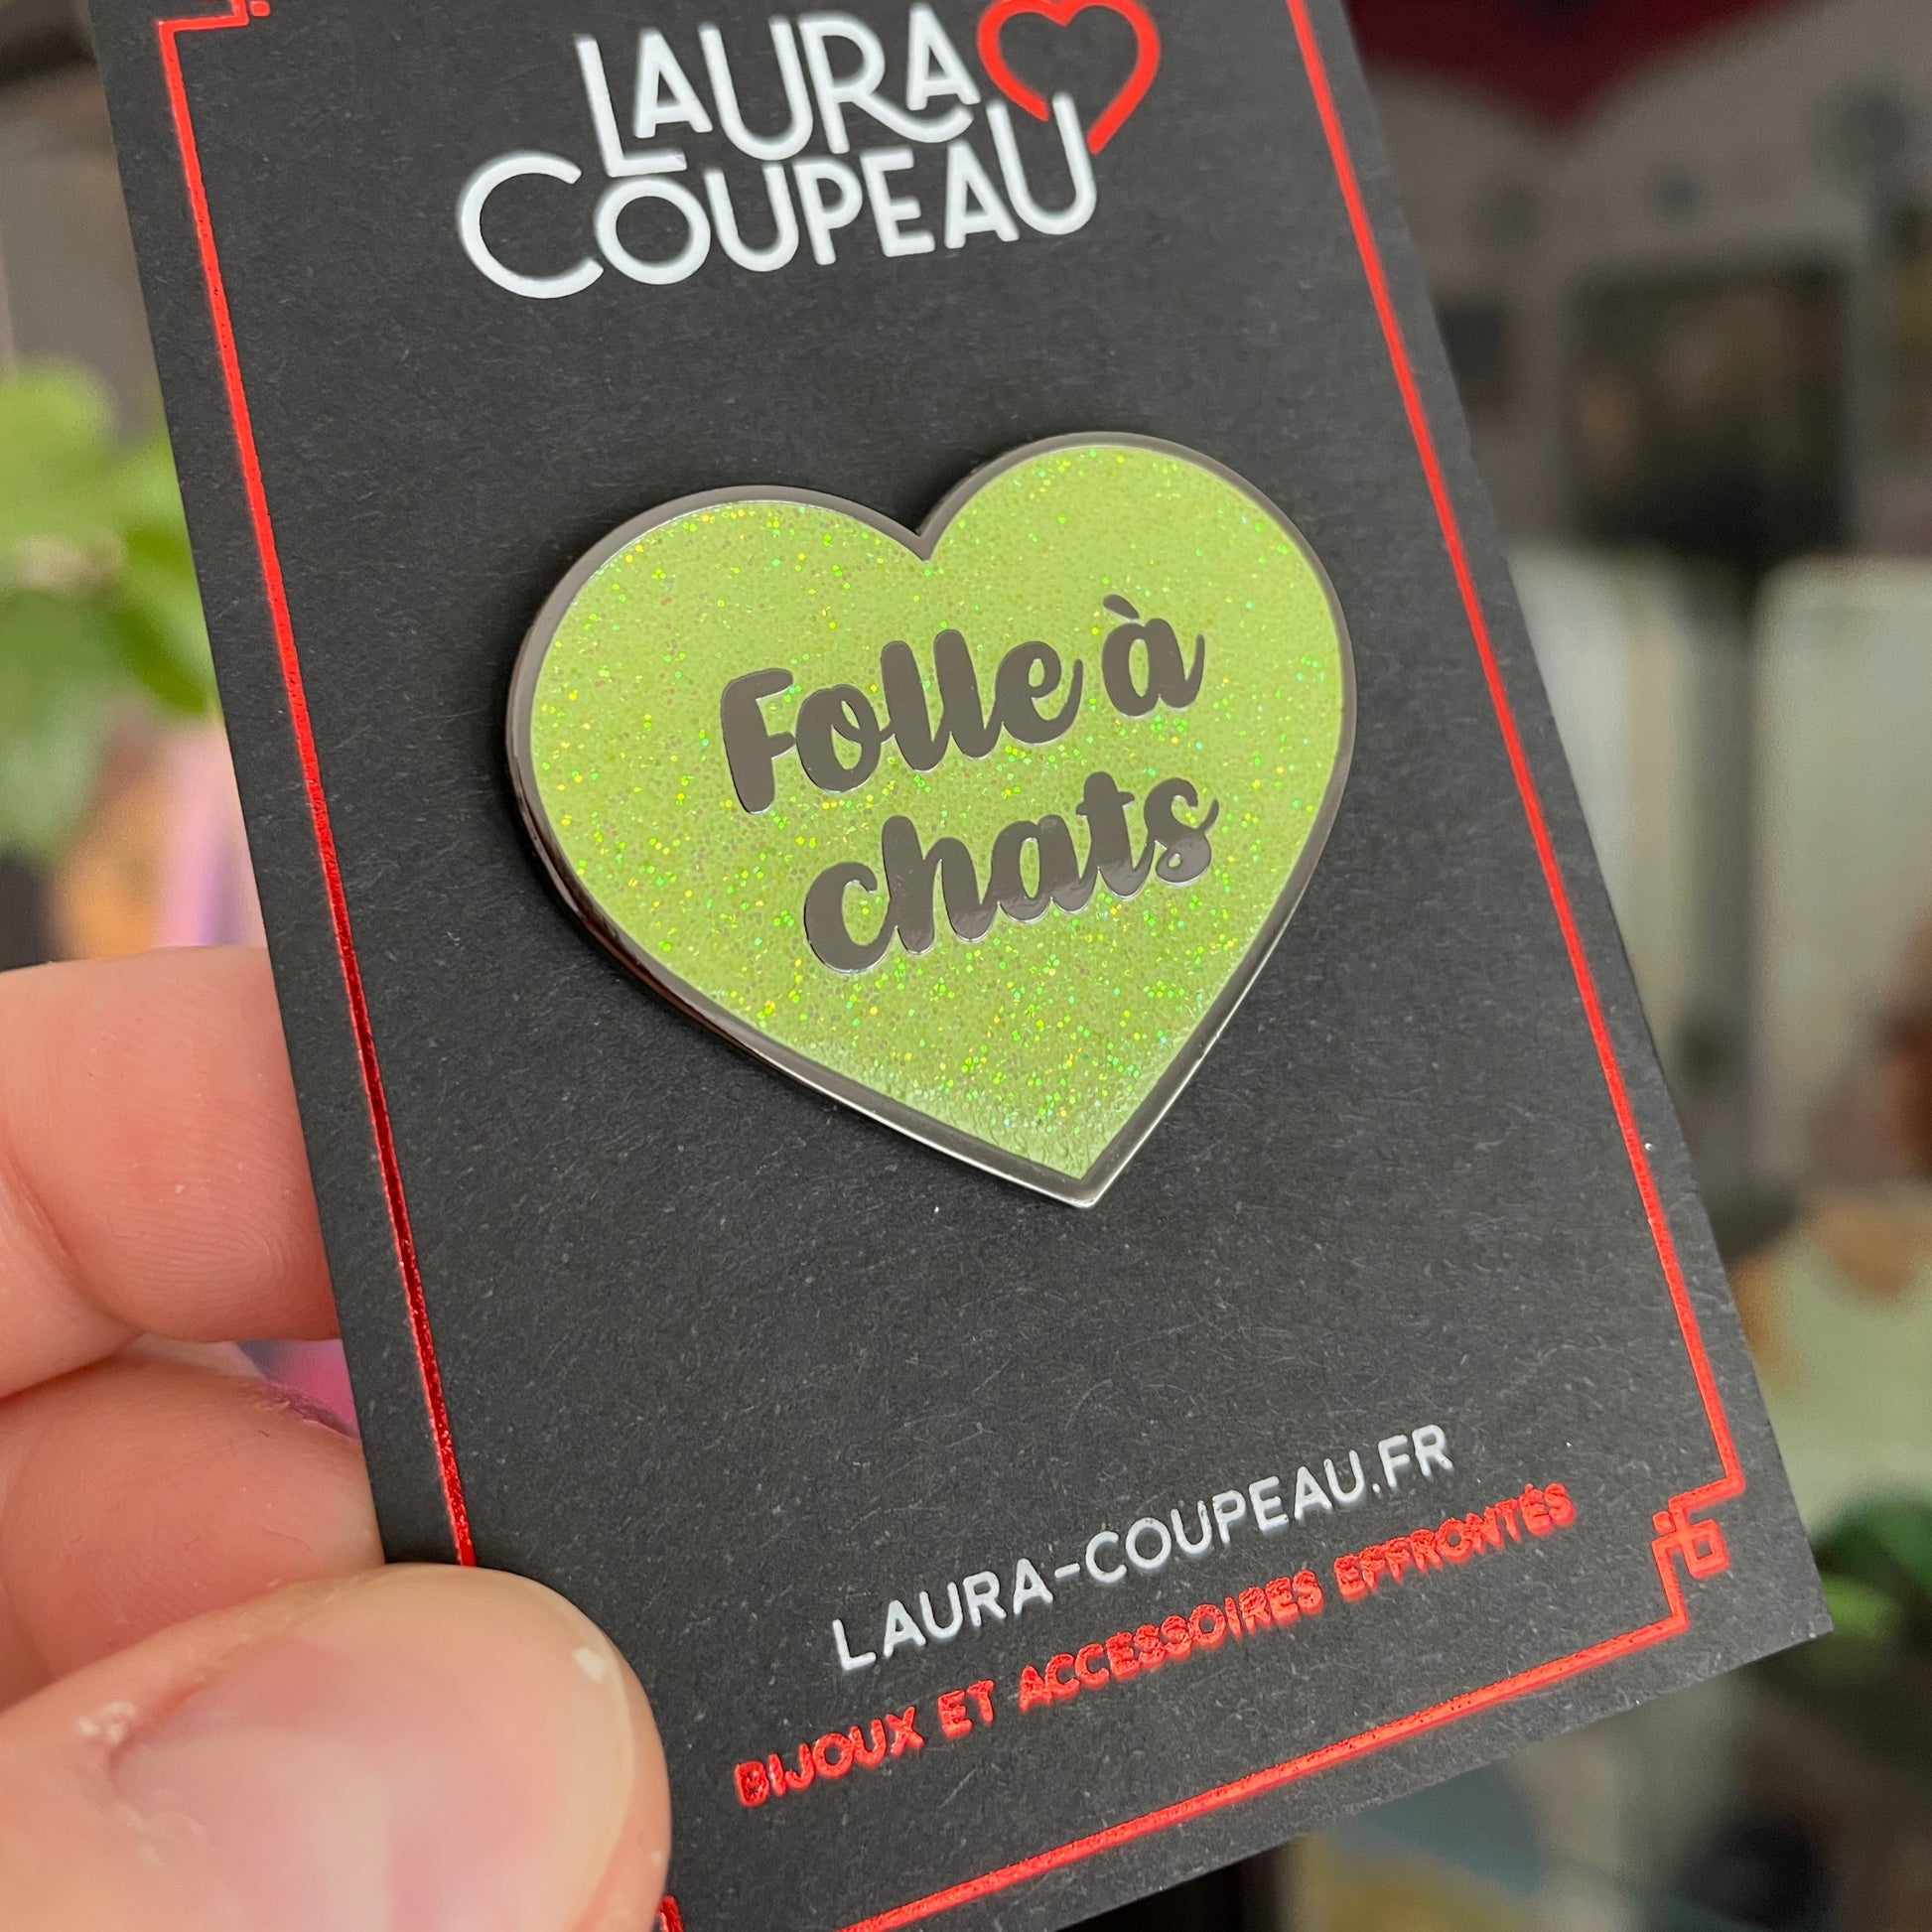 LAURA
COUPEAU
Folle à
chats
LAURA-COUPEAU.FR
BIJOUX ET ACCESSOIRES EFFRONTÉS